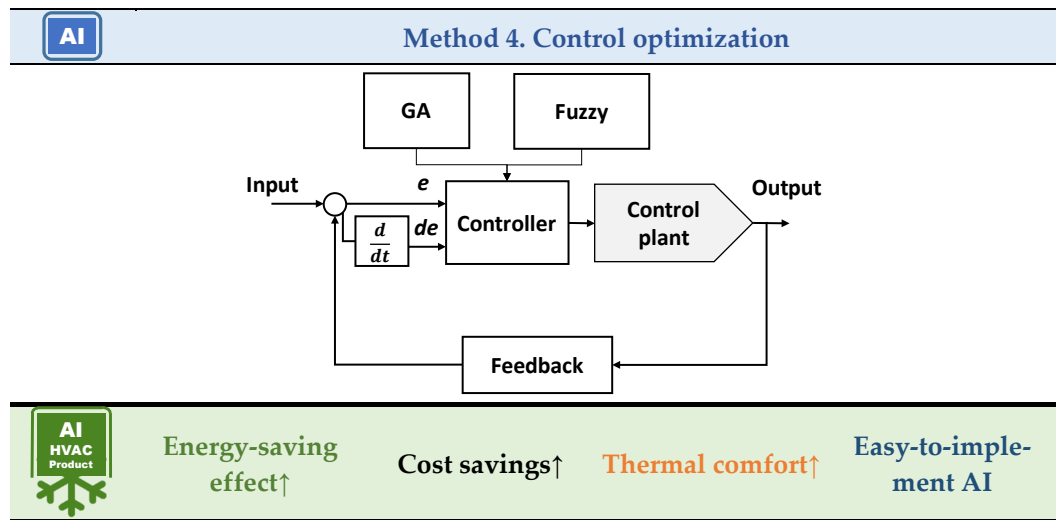 AI
Method 4. Control optimization
GA
Fuzzy
Input
e
Controller
Control
plant
Output
d
dt
de
Feedback
AI
HVAC
Product
Energy-saving
effect↑
Cost savings↑
Thermal comfort↑
Easy-to-imple-
ment AI